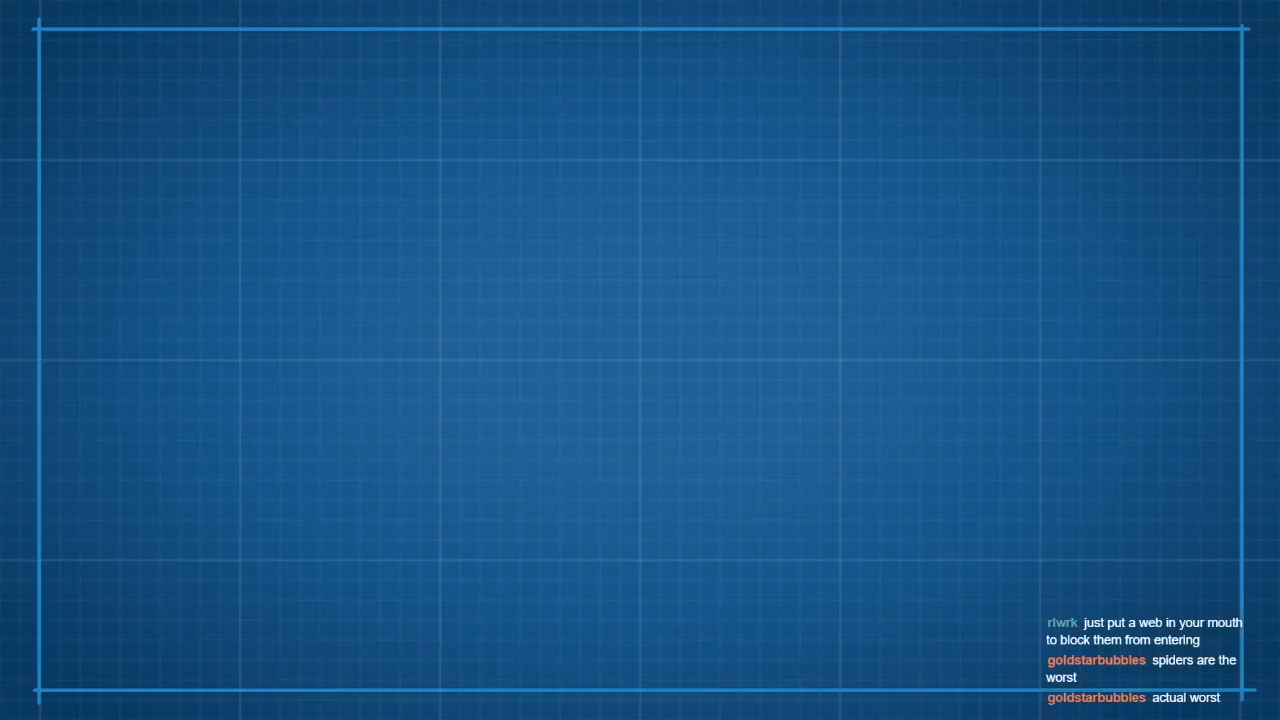 rlwrk just put a web in your mouth
to block them from entering
goldstarbubbles spiders are the
worst
goldstarbubbles actual worst